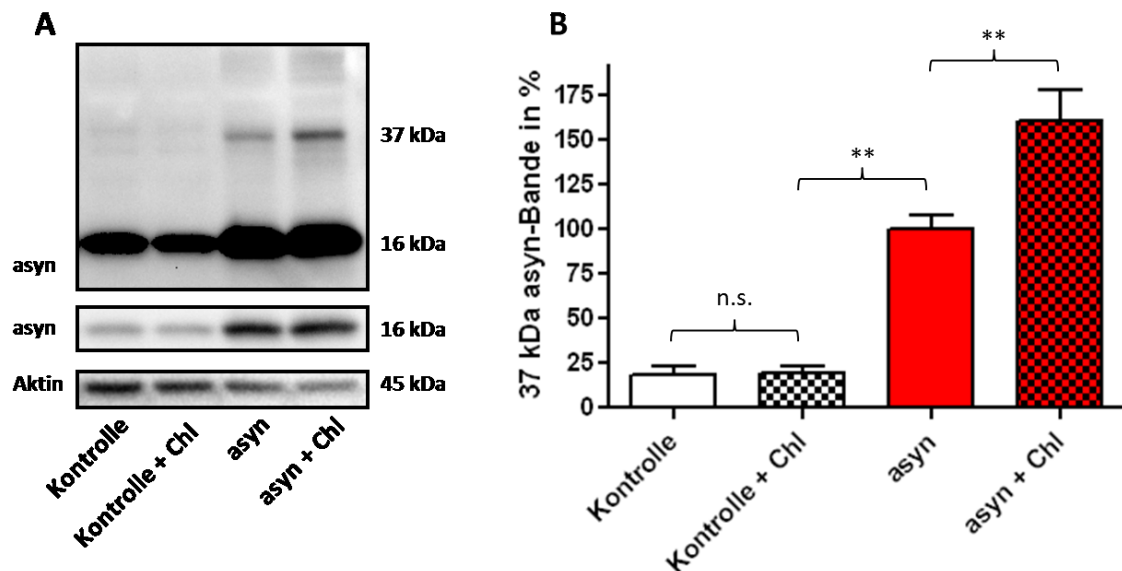 A
37 kDa
16 kDa
asyn
asyn
16 kDa
Aktin
45 kDa
Kontrolle
Kontrolle + Chl
asyn
asyn + Chl
B
37 kDa asyn-Bande in %
175
150
125
100
75
50
25
0
n.s.
**
**
Kontrolle
Kontrolle + Chl
asyn
asyn + Chl